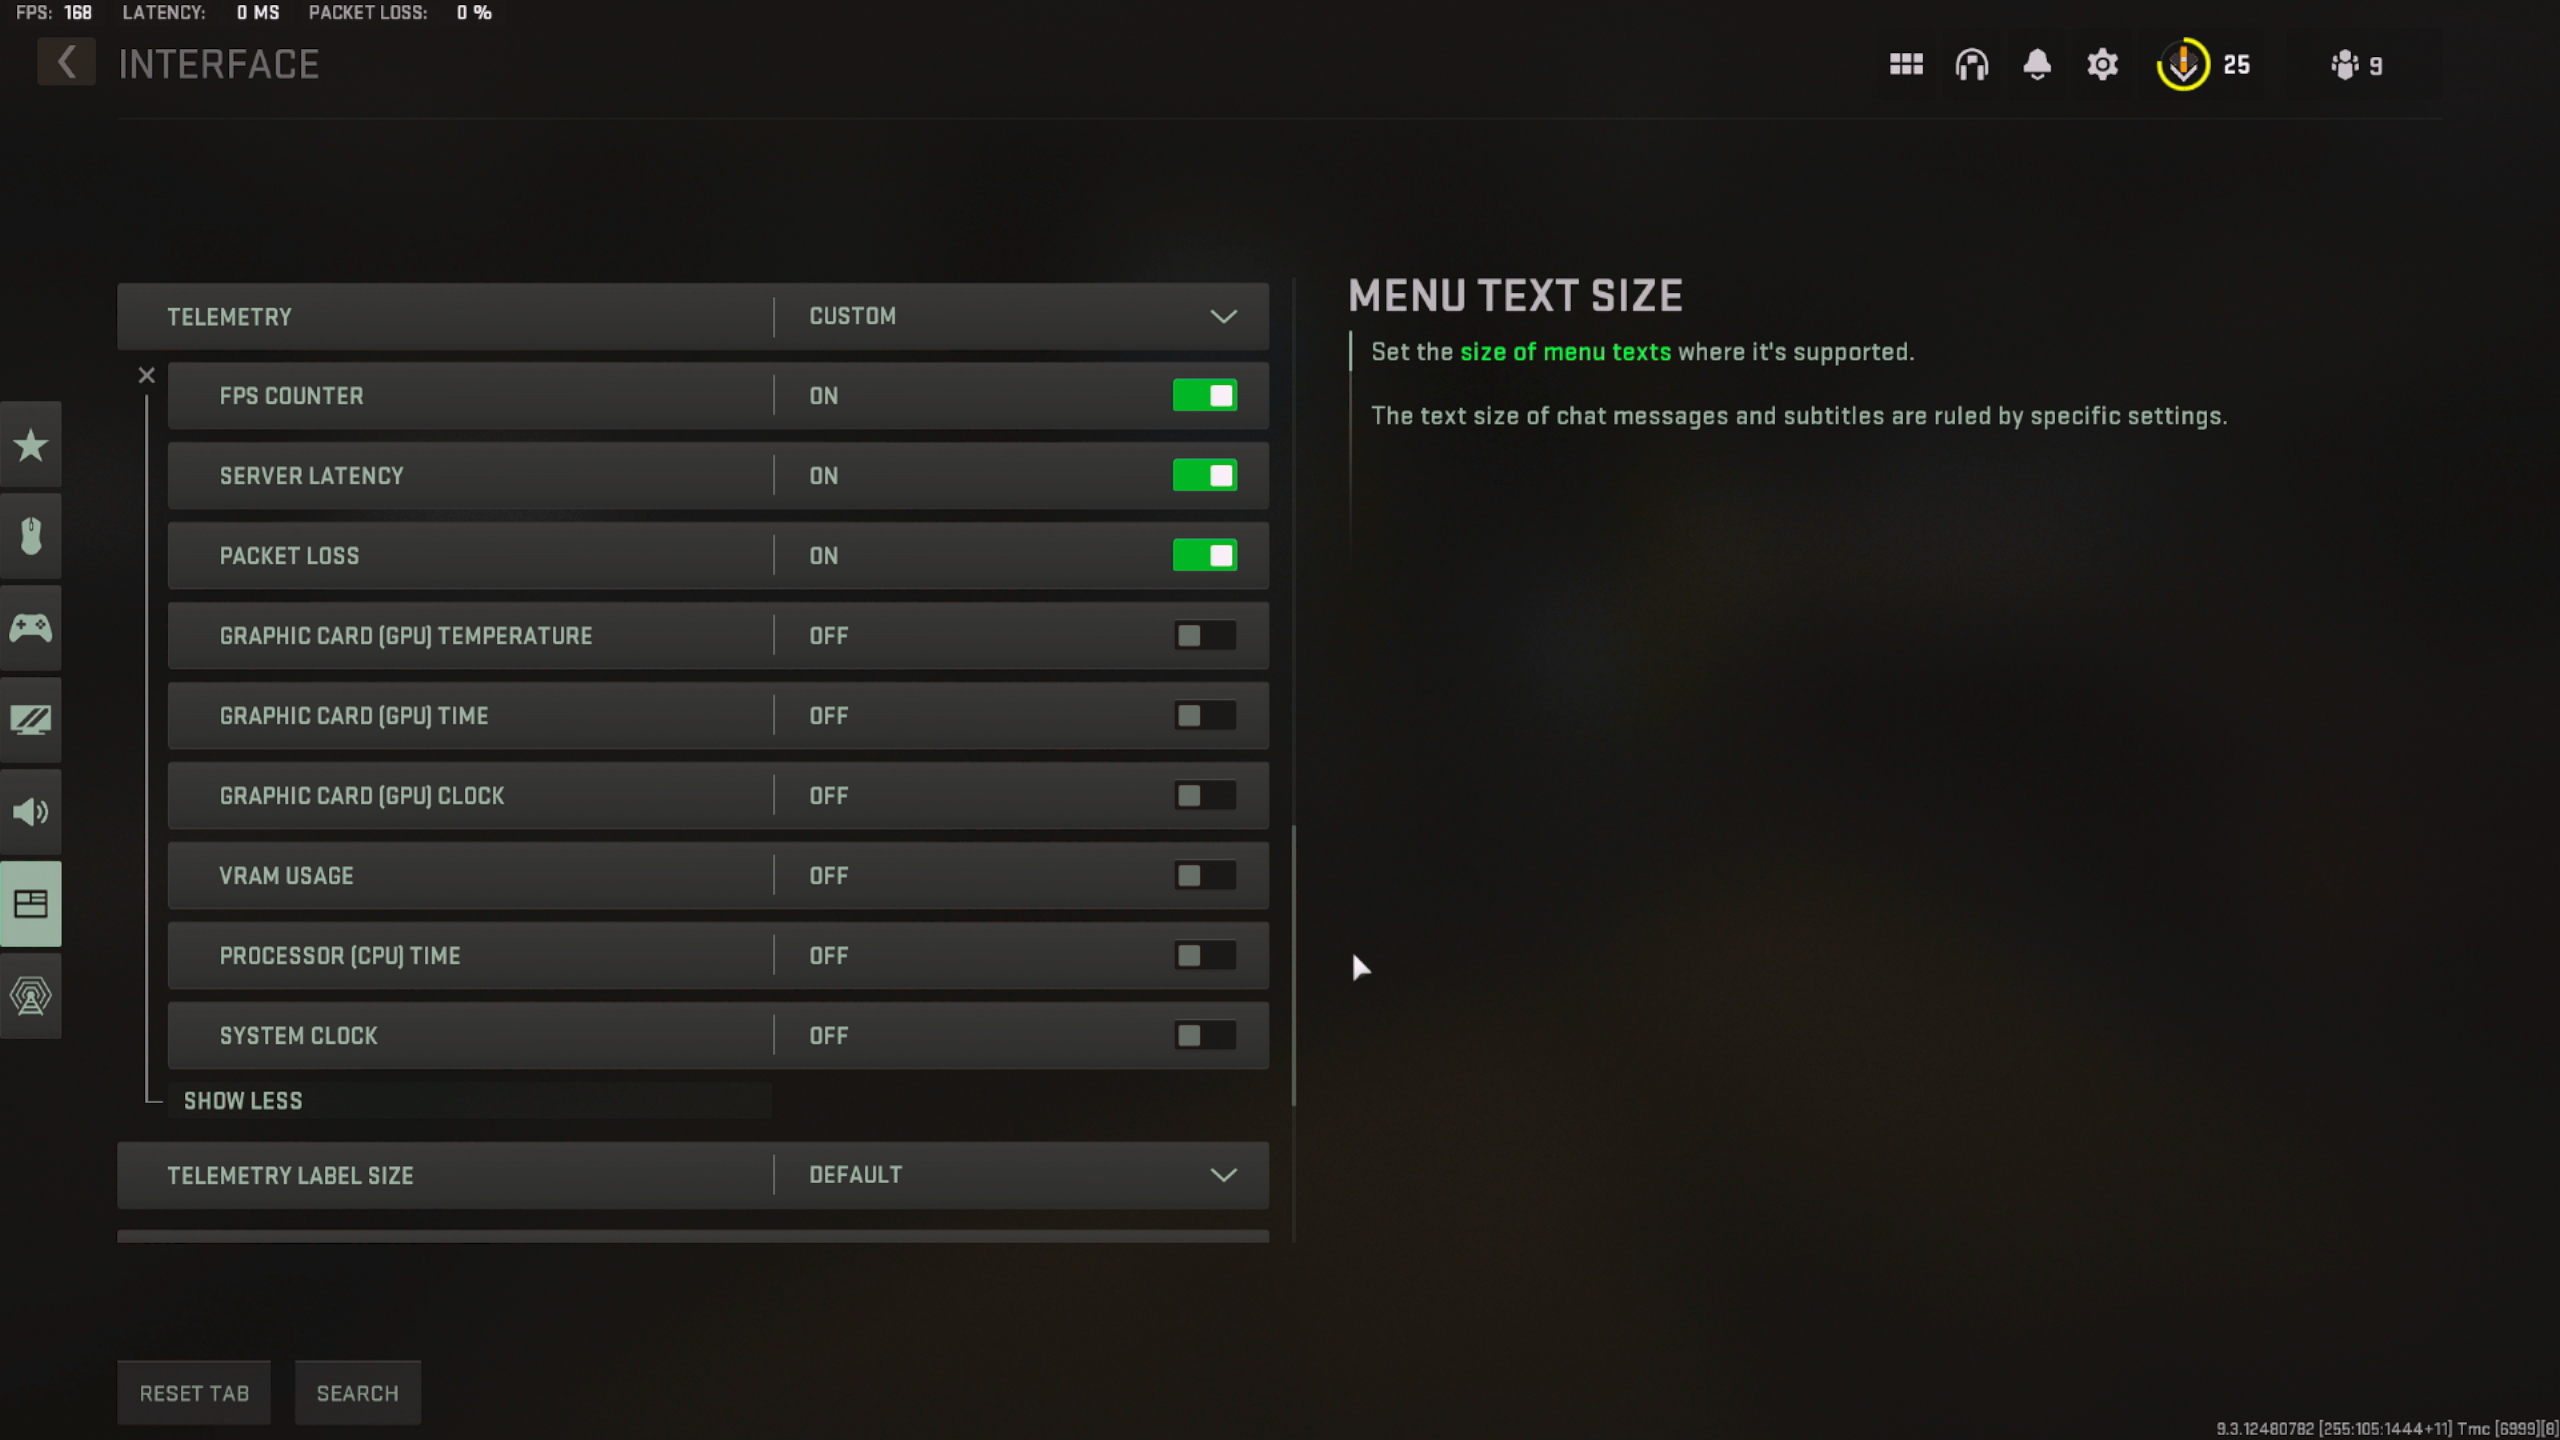 FPS: 168 LATENCY: 0 MS PACKET LOSS: 0 %
INTERFACE
25
9
TELEMETRY CUSTOM
FPS COUNTER ON
SERVER LATENCY ON
PACKET LOSS ON
GRAPHIC CARD (GPU) TEMPERATURE OFF
GRAPHIC CARD (GPU) TIME OFF
GRAPHIC CARD (GPU) CLOCK OFF
VRAM USAGE OFF
PROCESSOR (CPU) TIME OFF
SYSTEM CLOCK OFF
SHOW LESS
TELEMETRY LABEL SIZE DEFAULT
MENU TEXT SIZE
Set the size of menu texts where it's supported.
The text size of chat messages and subtitles are ruled by specific settings.
RESET TAB SEARCH
9.3.12480782 [255:105:1444+11] Tmc [6999][8]